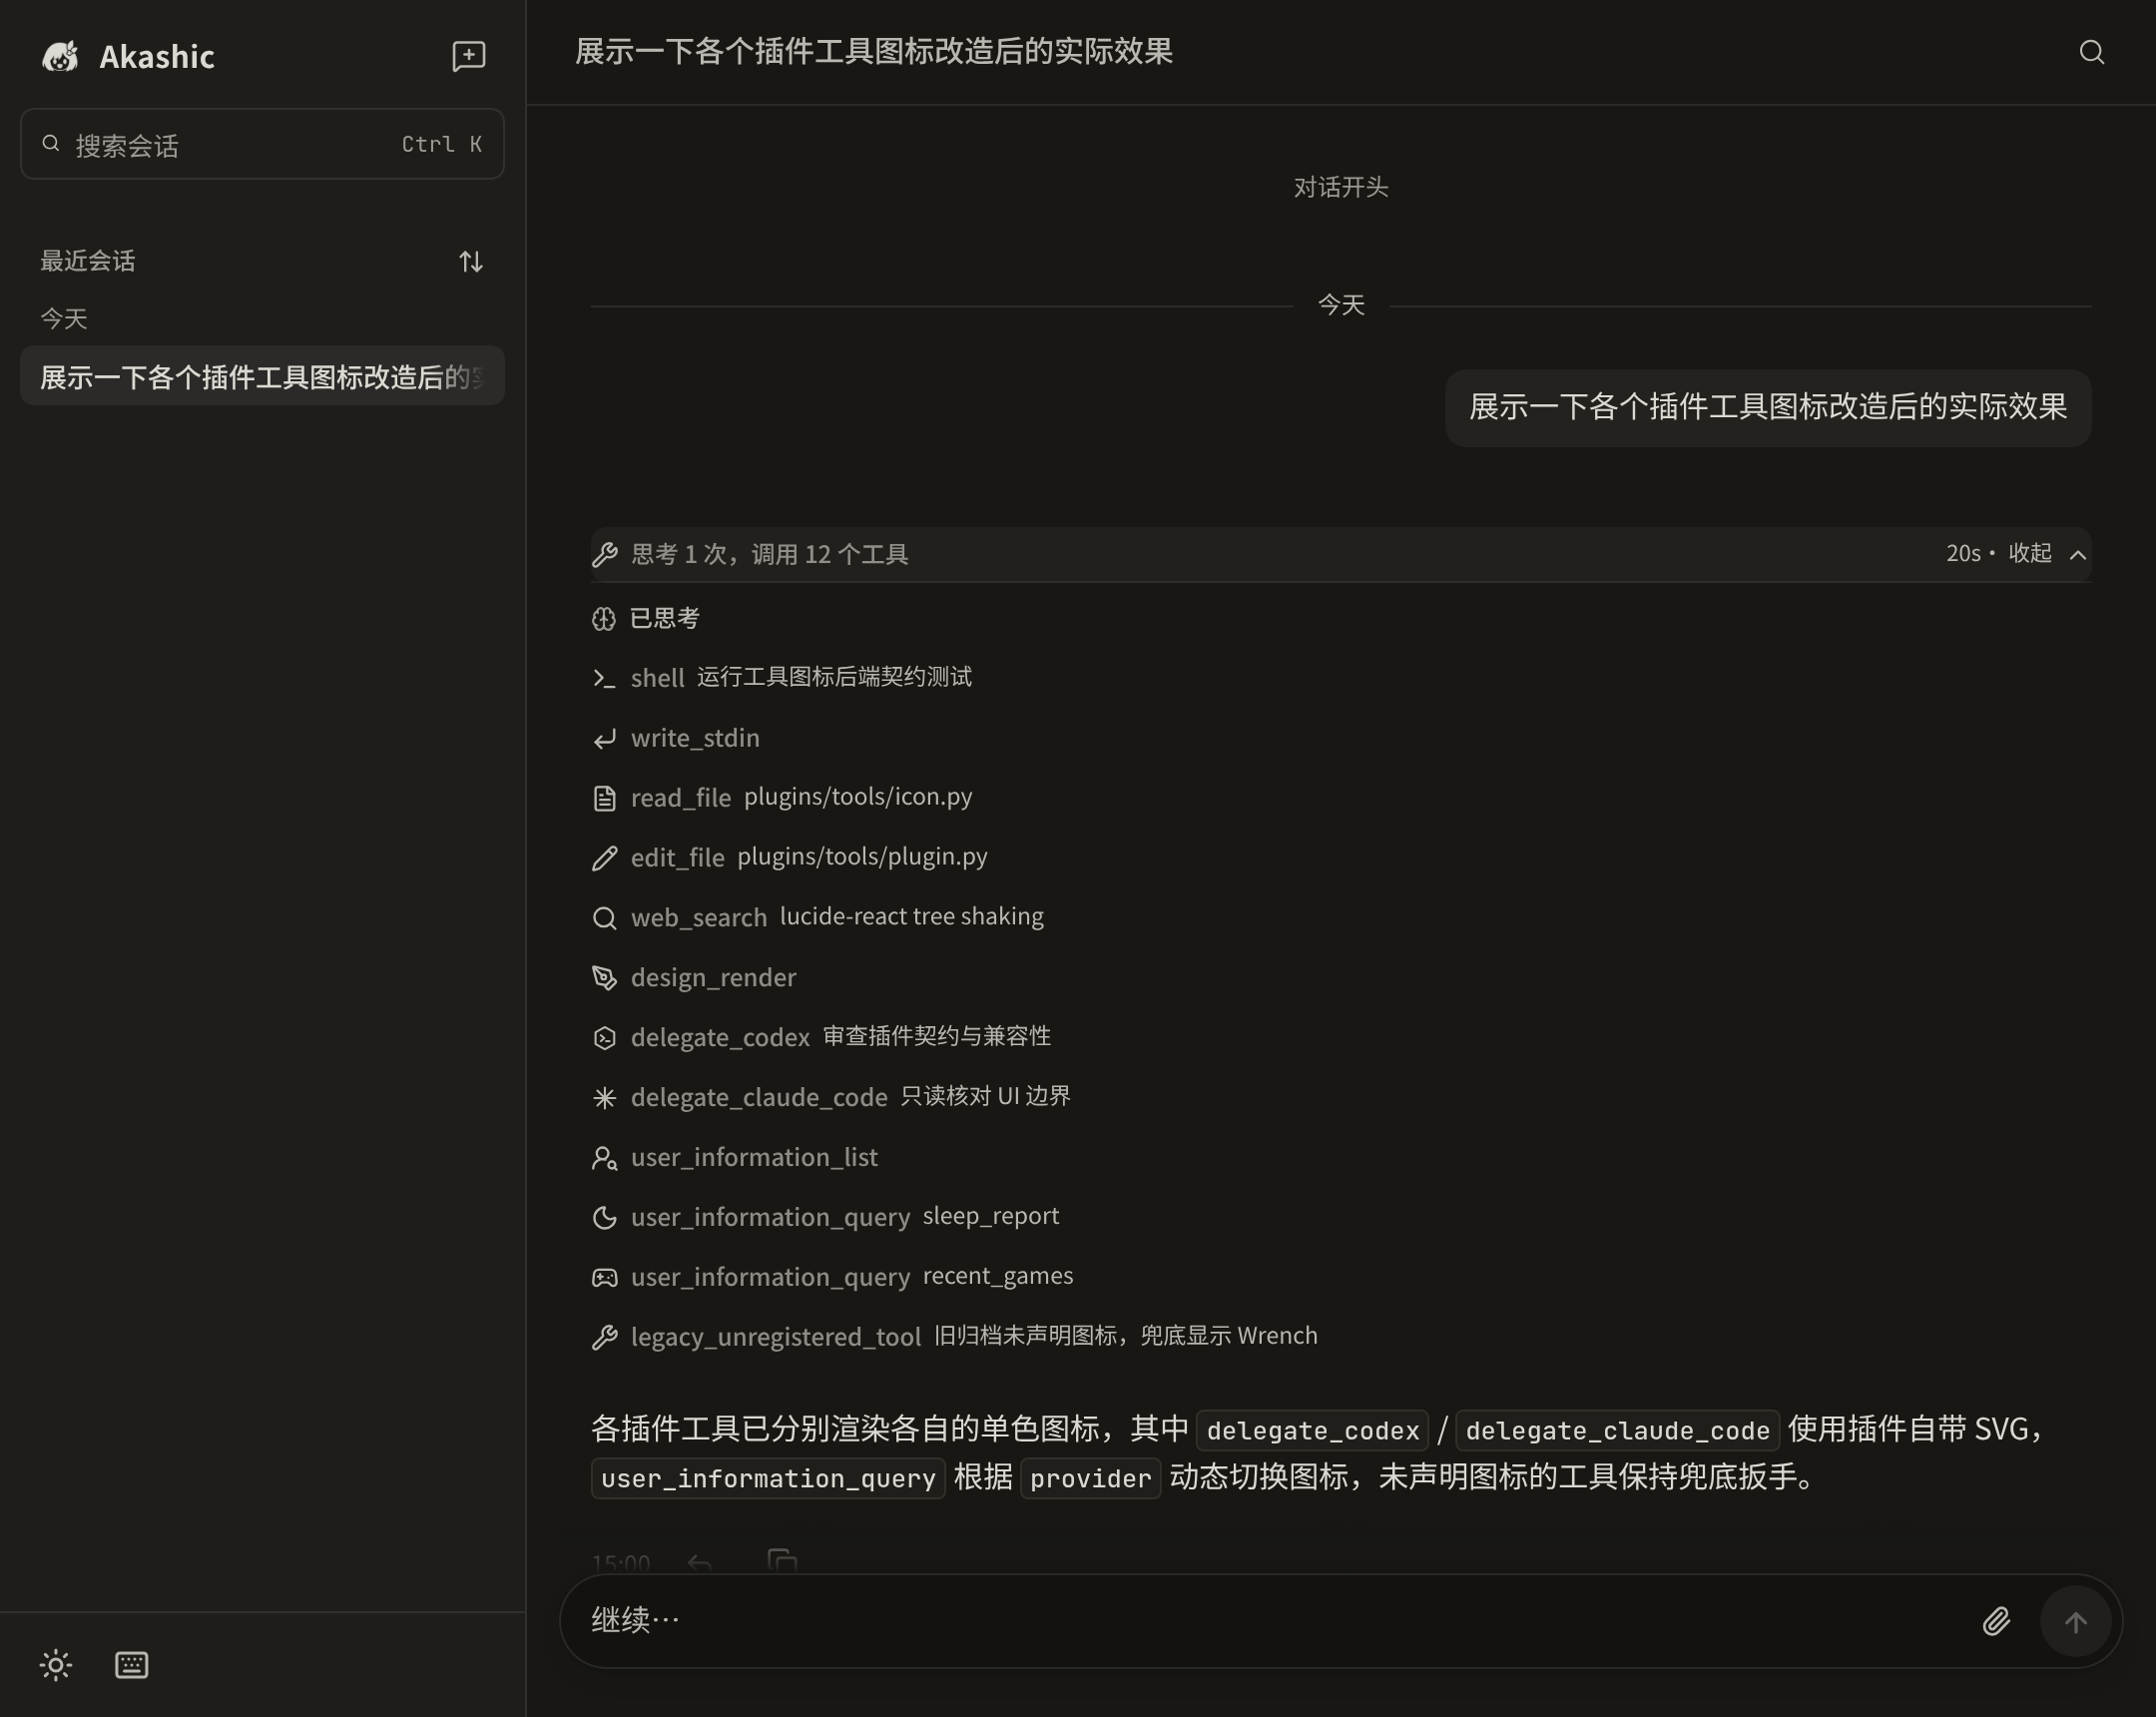 Akashic
搜索会话 Ctrl K
最近会话
今天
展示一下各个插件工具图标改造后的
展示一下各个插件工具图标改造后的实际效果
对话开头
今天
展示一下各个插件工具图标改造后的实际效果
思考 1 次，调用 12 个工具 20s • 收起
已思考
shell 运行工具图标后端契约测试
write_stdin
read_file plugins/tools/icon.py
edit_file plugins/tools/plugin.py
web_search lucide-react tree shaking
design_render
delegate_codex 审查插件契约与兼容性
delegate_claude_code 只读核对 UI 边界
user_information_list
user_information_query sleep_report
user_information_query recent_games
legacy_unregistered_tool 旧归档未声明图标，兜底显示 Wrench
各插件工具已分别渲染各自的单色图标，其中 delegate_codex / delegate_claude_code 使用插件自带 SVG，
user_information_query 根据 provider 动态切换图标，未声明图标的工具保持兜底扳手。
15:00
继续…